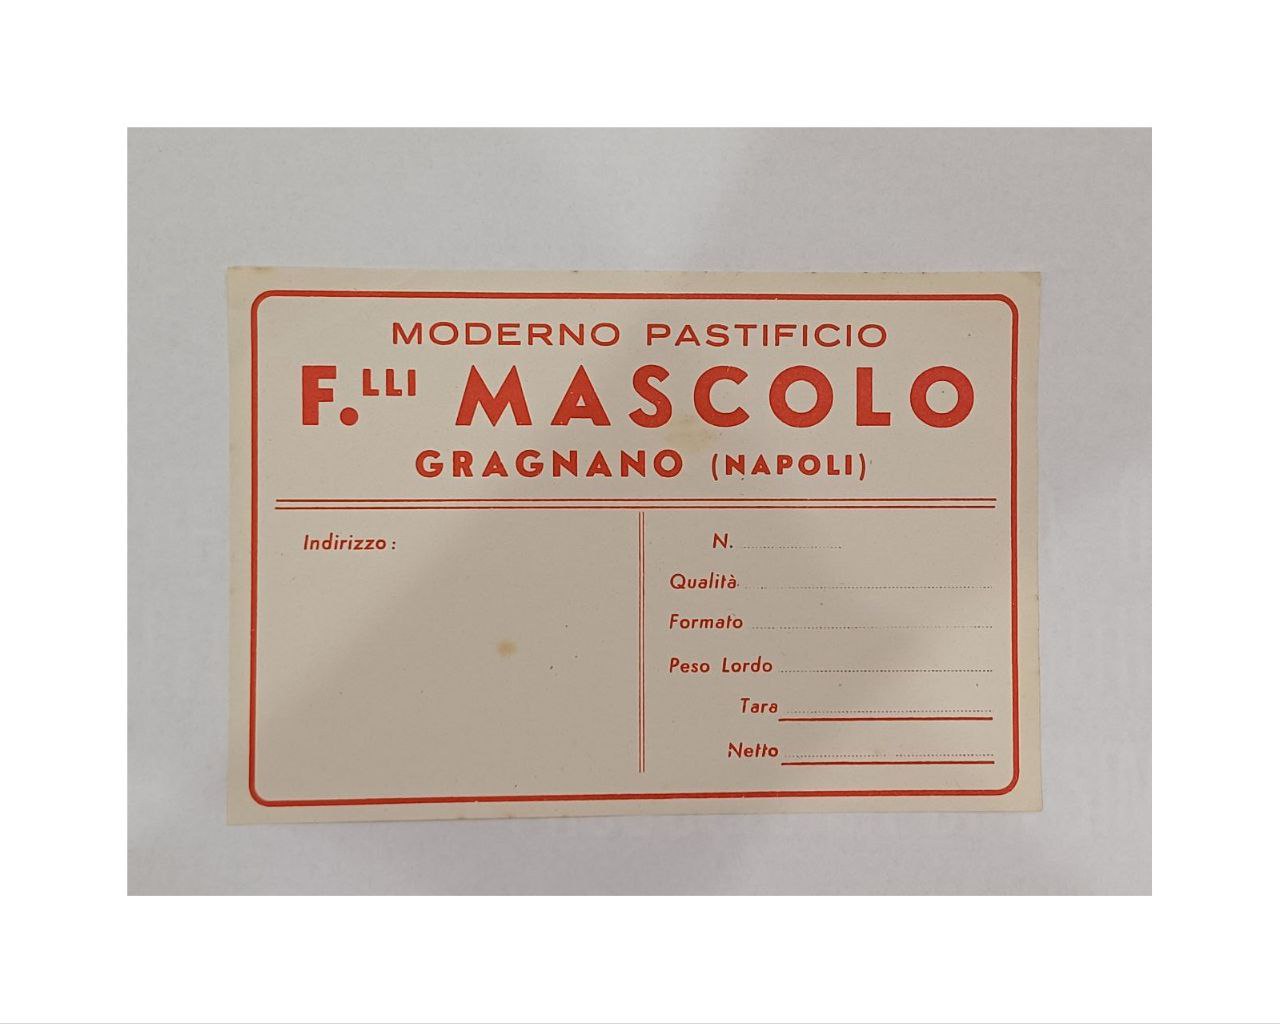 MODERNO PASTIFICIO
F.LLI MASCOLO
GRAGNANO (NAPOLI)
Indirizzo:
N.
Qualità
Formato
Peso Lordo
Tara
Netto